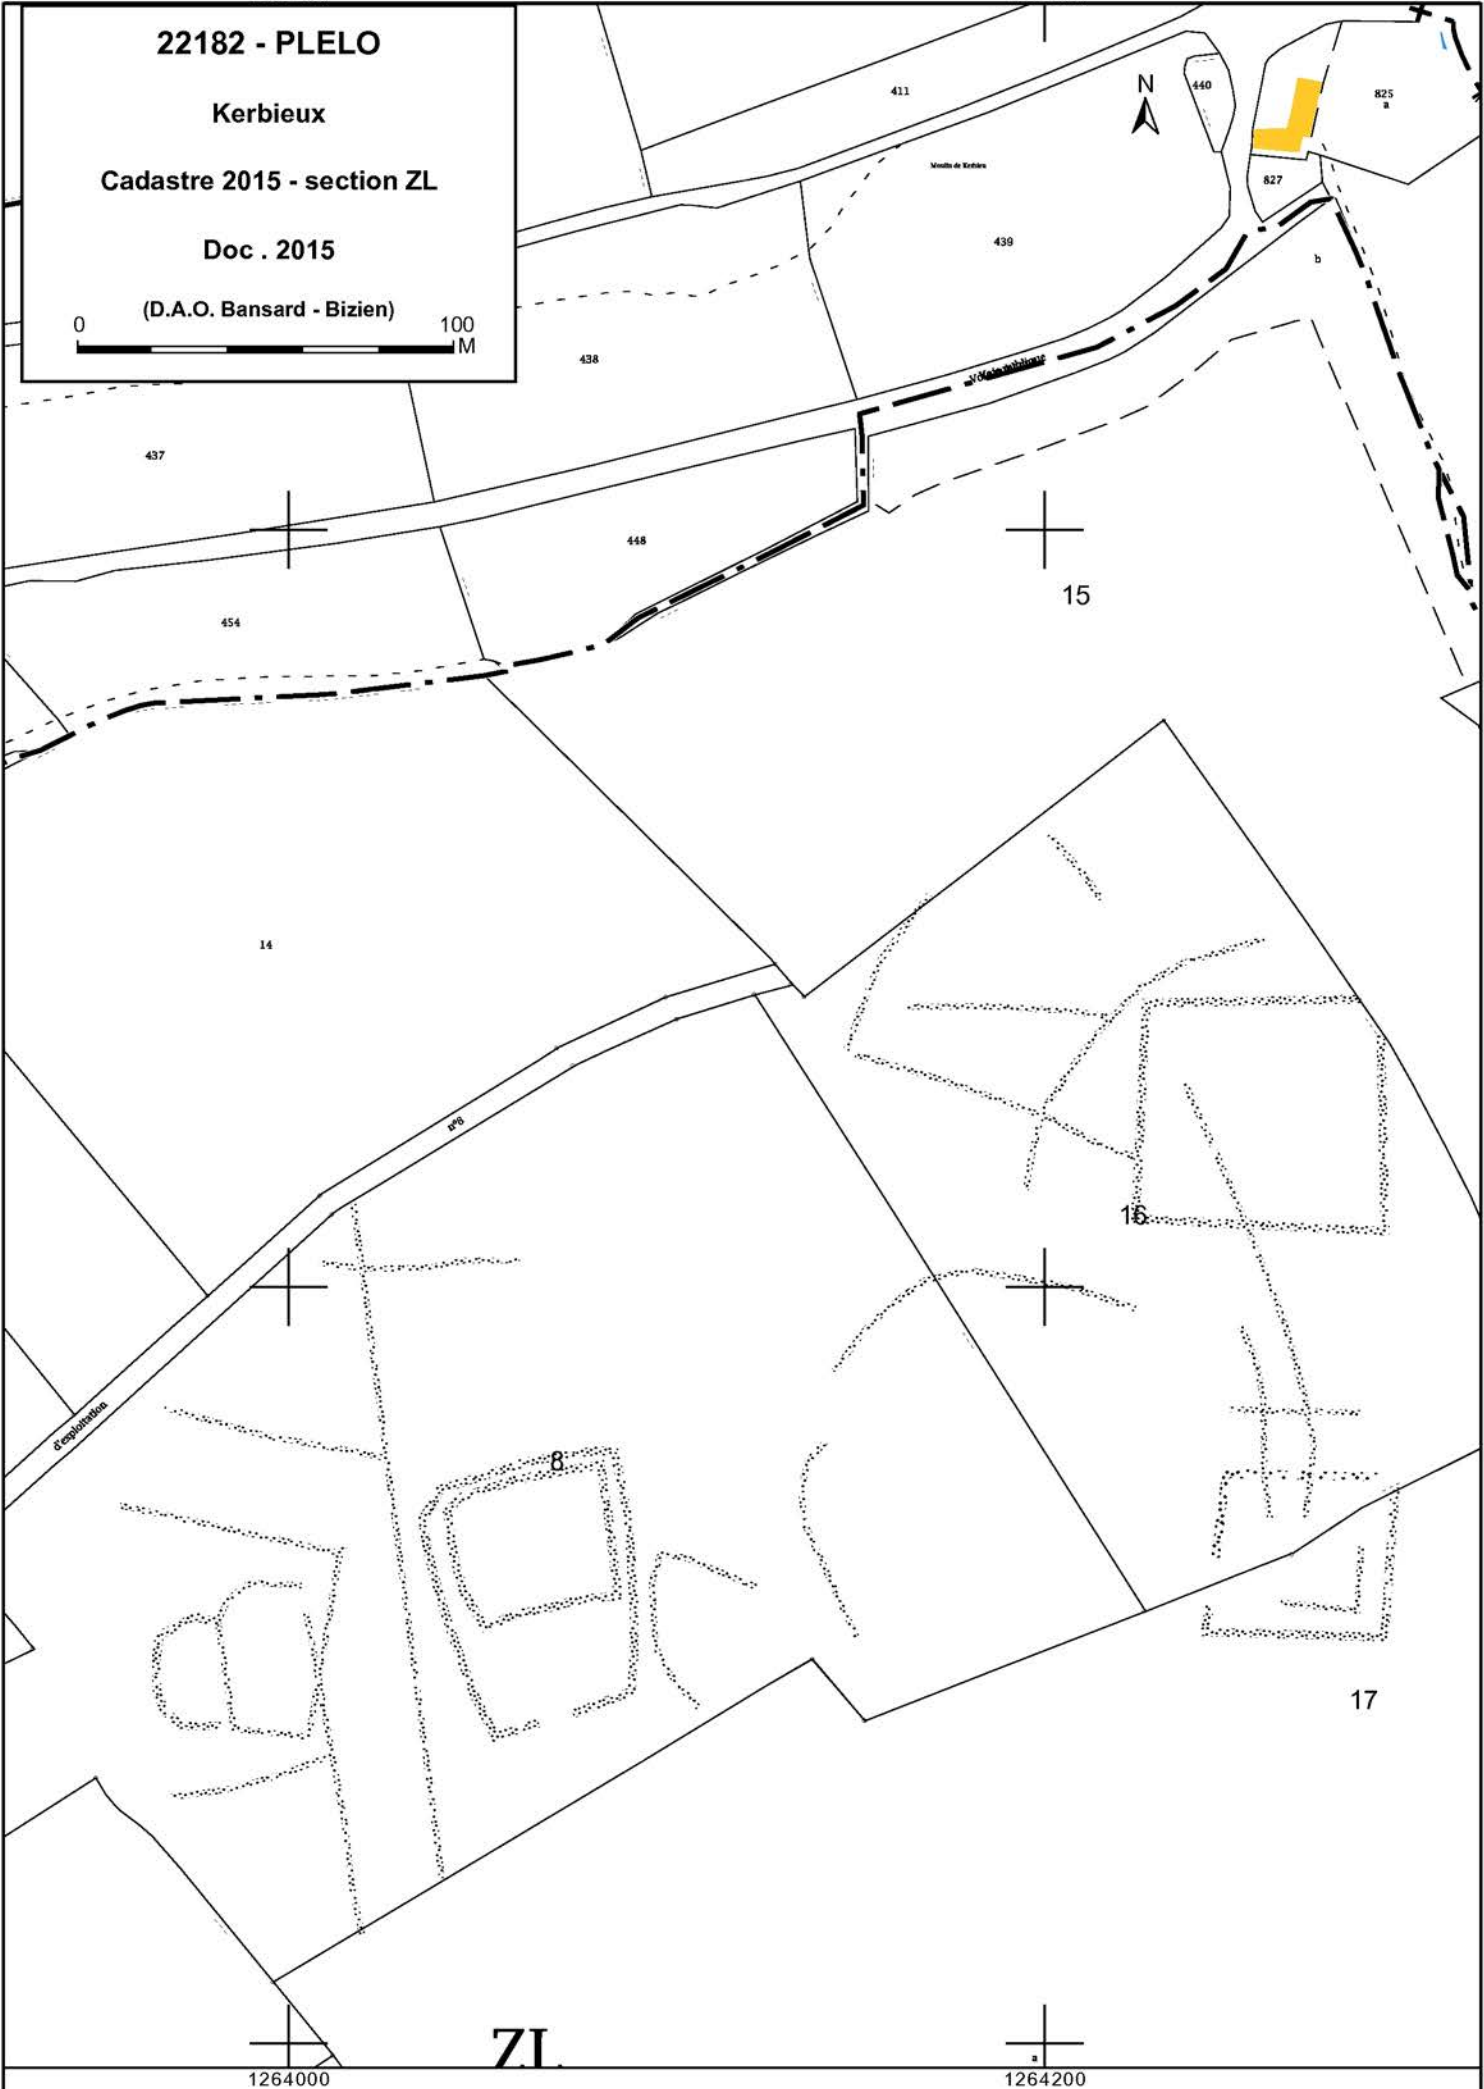 22182 - PLELO
Kerbieux
Cadastre 2015 - section ZL
Doc . 2015
(D.A.O. Bansard - Bizien)
0 100
M
N
411
440
825
a
827
439
b
438
437
448
454
15
14
n°8
16
d'exploitation
8
17
ZL
a
1264000 1264200